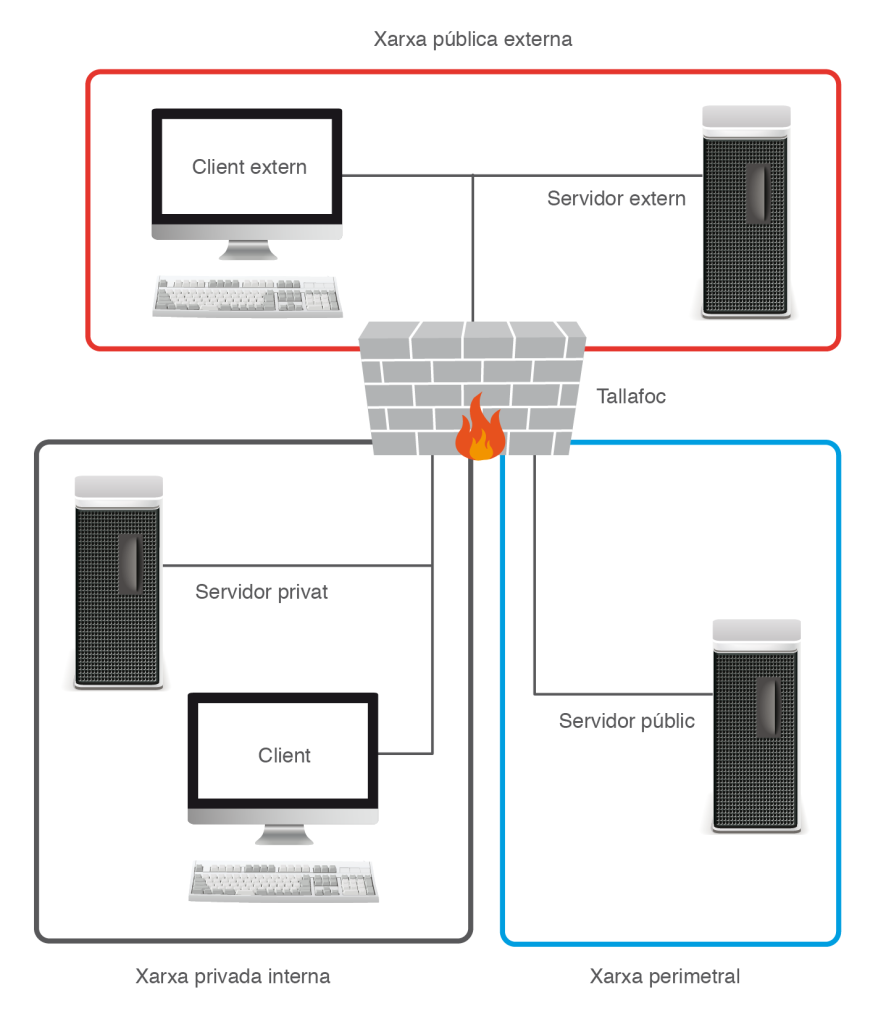 Xarxa pública externa
Client extern
Servidor extern
Tallafoc
Servidor privat
Client
Servidor públic
Xarxa privada interna
Xarxa perimetral